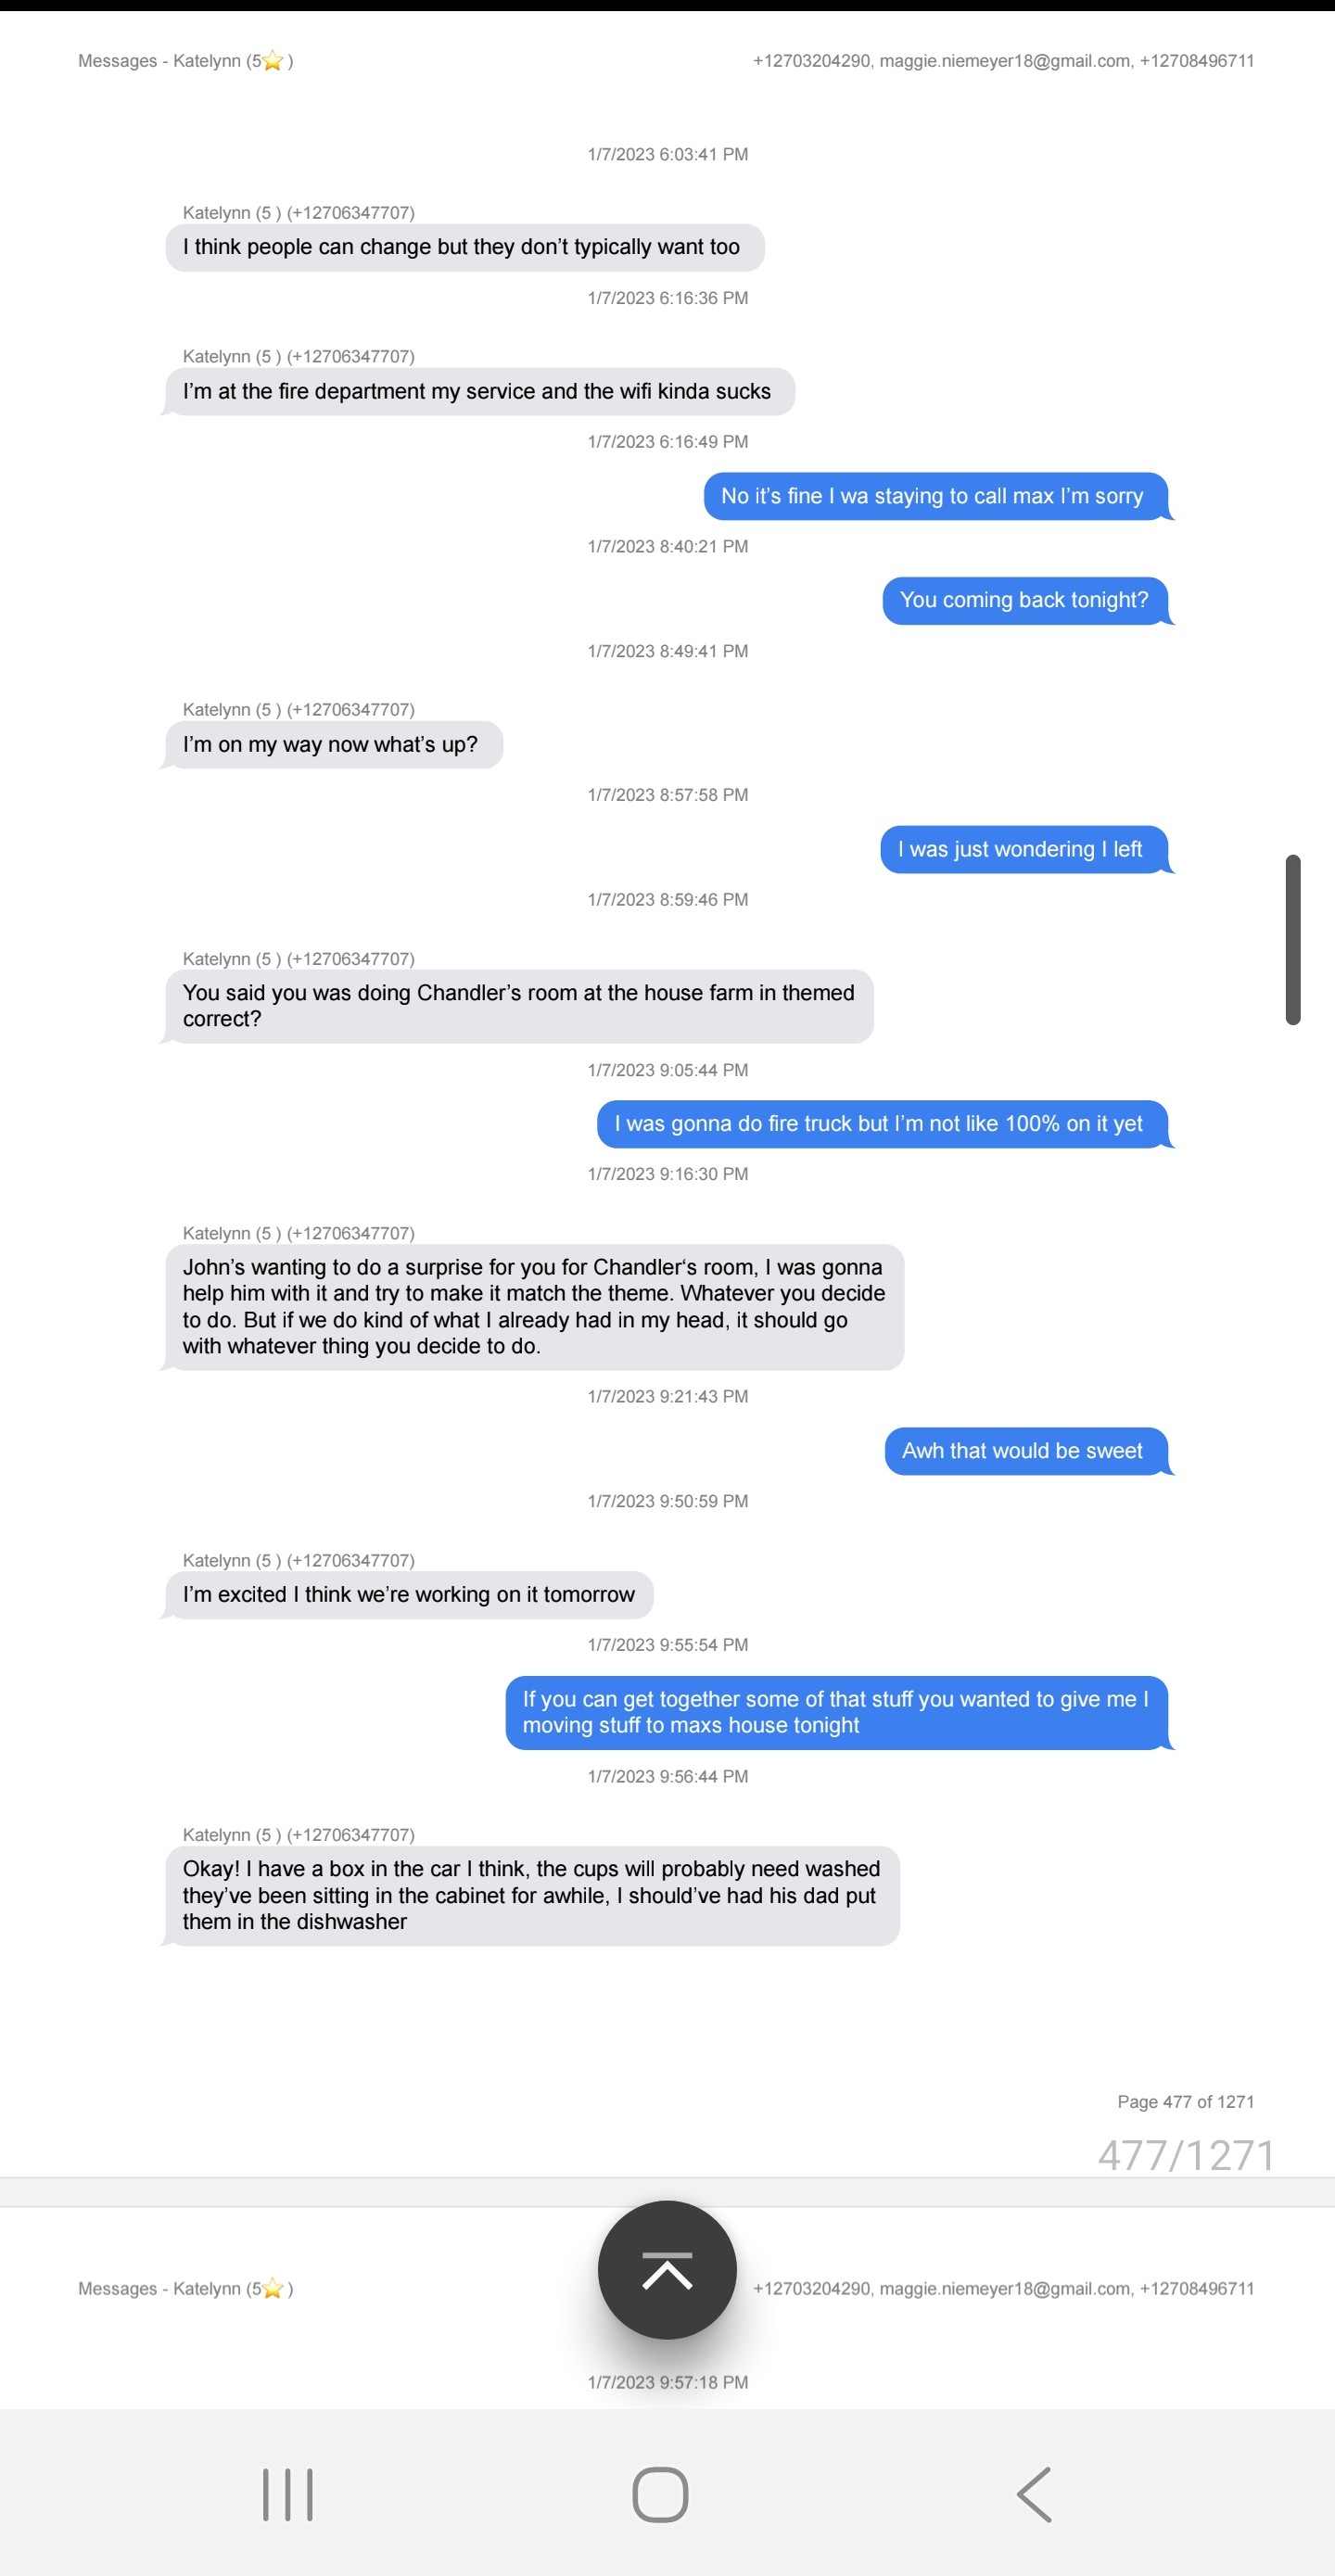 Messages - Katelynn (5⭐ )
+12703204290, maggie.niemeyer18@gmail.com, +12708496711
1/7/2023 6:03:41 PM
Katelynn (5 ) (+12706347707)
I think people can change but they don’t typically want too
1/7/2023 6:16:36 PM
Katelynn (5 ) (+12706347707)
I’m at the fire department my service and the wifi kinda sucks
1/7/2023 6:16:49 PM
No it’s fine I wa staying to call max I’m sorry
1/7/2023 8:40:21 PM
You coming back tonight?
1/7/2023 8:49:41 PM
Katelynn (5 ) (+12706347707)
I’m on my way now what’s up?
1/7/2023 8:57:58 PM
I was just wondering I left
1/7/2023 8:59:46 PM
Katelynn (5 ) (+12706347707)
You said you was doing Chandler’s room at the house farm in themed
correct?
1/7/2023 9:05:44 PM
I was gonna do fire truck but I’m not like 100% on it yet
1/7/2023 9:16:30 PM
Katelynn (5 ) (+12706347707)
John’s wanting to do a surprise for you for Chandler‘s room, I was gonna
help him with it and try to make it match the theme. Whatever you decide
to do. But if we do kind of what I already had in my head, it should go
with whatever thing you decide to do.
1/7/2023 9:21:43 PM
Awh that would be sweet
1/7/2023 9:50:59 PM
Katelynn (5 ) (+12706347707)
I’m excited I think we’re working on it tomorrow
1/7/2023 9:55:54 PM
If you can get together some of that stuff you wanted to give me I
moving stuff to maxs house tonight
1/7/2023 9:56:44 PM
Katelynn (5 ) (+12706347707)
Okay! I have a box in the car I think, the cups will probably need washed
they’ve been sitting in the cabinet for awhile, I should’ve had his dad put
them in the dishwasher
Page 477 of 1271
477/1271
Messages - Katelynn (5⭐ )
+12703204290, maggie.niemeyer18@gmail.com, +12708496711
1/7/2023 9:57:18 PM